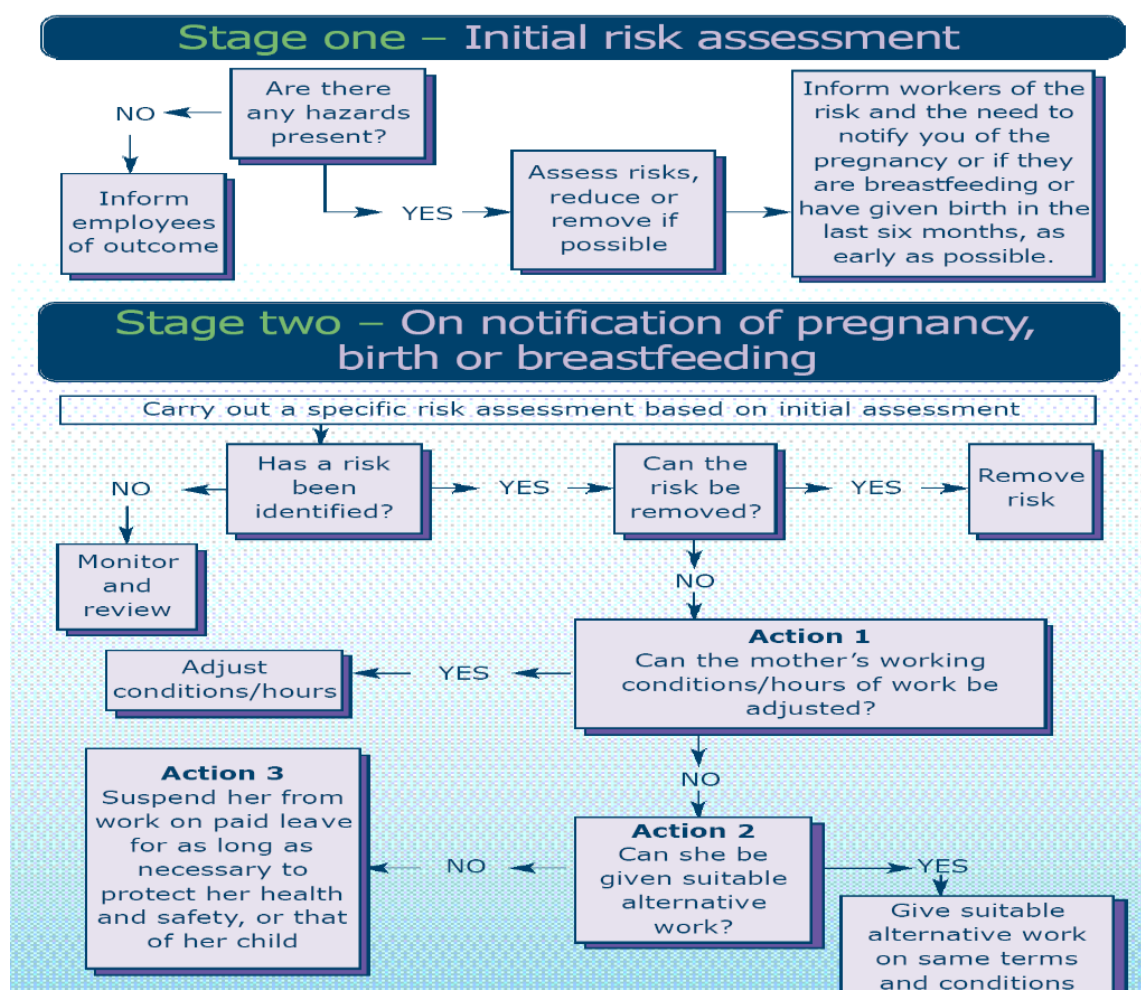 Stage one – Initial risk assessment
Are there
any hazards
present?
NO
Inform
employees
of outcome
YES
Assess risks,
reduce or
remove if
possible
Inform workers of the
risk and the need to
notify you of the
pregnancy or if they
are breastfeeding or
have given birth in the
last six months, as
early as possible.
Stage two – On notification of pregnancy,
birth or breastfeeding
Carry out a specific risk assessment based on initial assessment
Has a risk
been
identified?
NO
Monitor
and
review
YES
Can the
risk be
removed?
YES
Remove
risk
NO
Action 1
Can the mother’s working
conditions/hours of work be
adjusted?
YES
Adjust
conditions/hours
NO
Action 2
Can she be
given suitable
alternative
work?
YES
Give suitable
alternative work
on same terms
and conditions
NO
Action 3
Suspend her from
work on paid leave
for as long as
necessary to
protect her health
and safety, or that
of her child